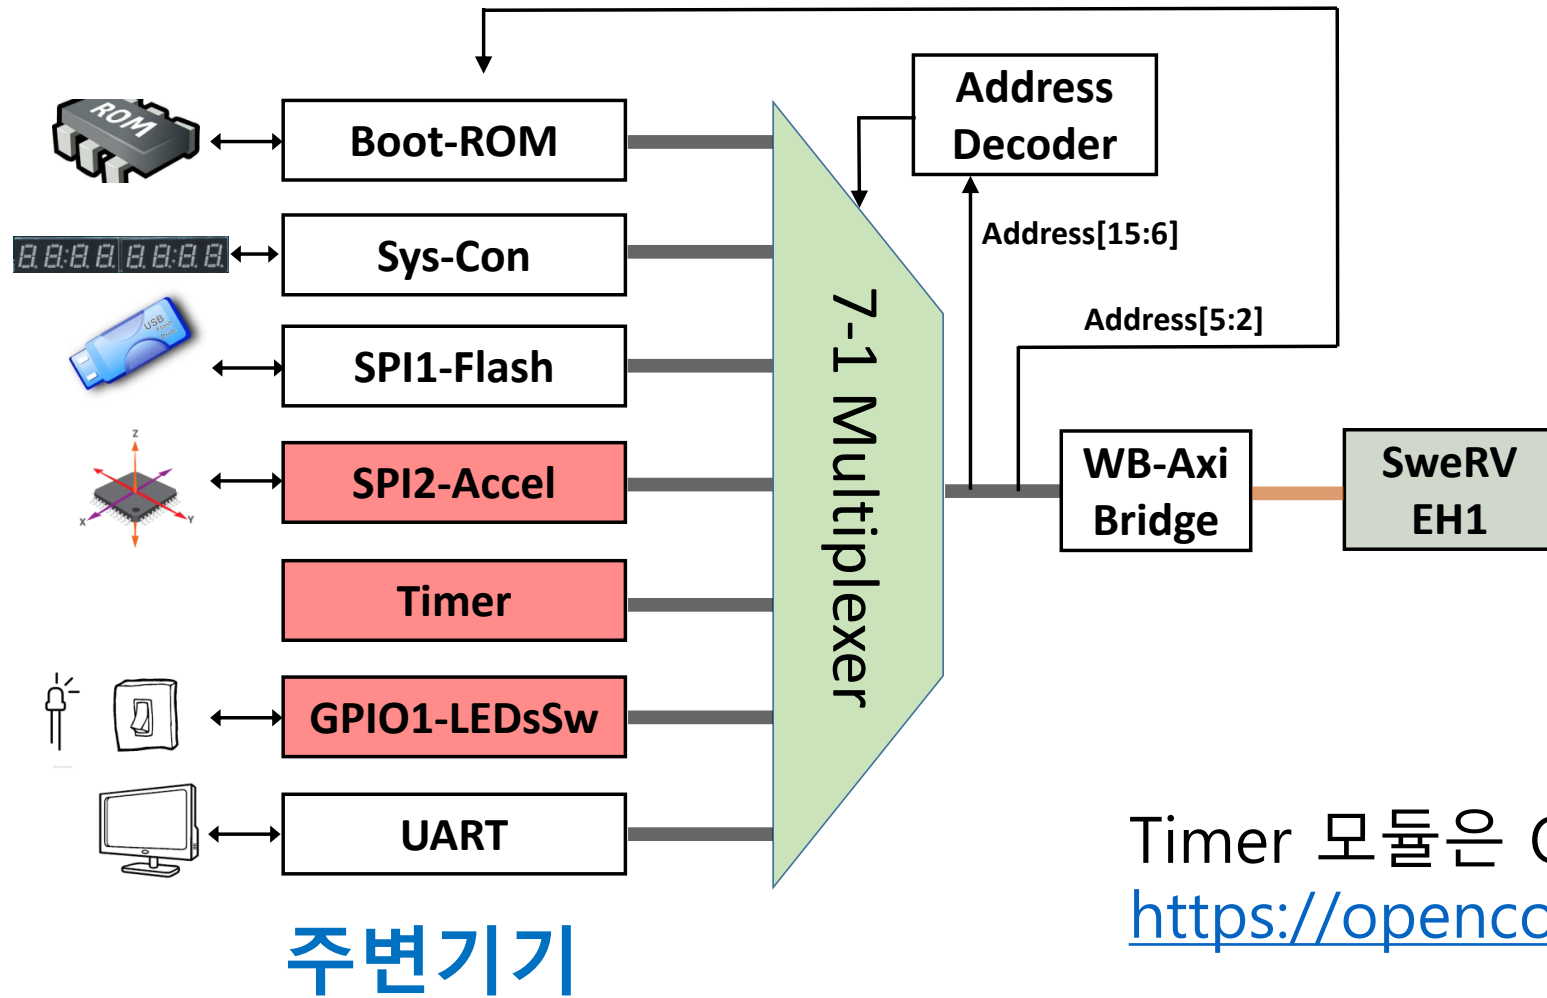 Address
Decoder
ROM
Boot-ROM
Address[15:6]
Sys-Con
Address[5:2]
USB
SPI1-Flash
7-1 Multiplexer
Z
X
Y
SPI2-Accel
WB-Axi
Bridge
SweRV
EH1
Timer
GPIO1-LEDsSw
UART
Timer 모듈은
https://openco
주변기기